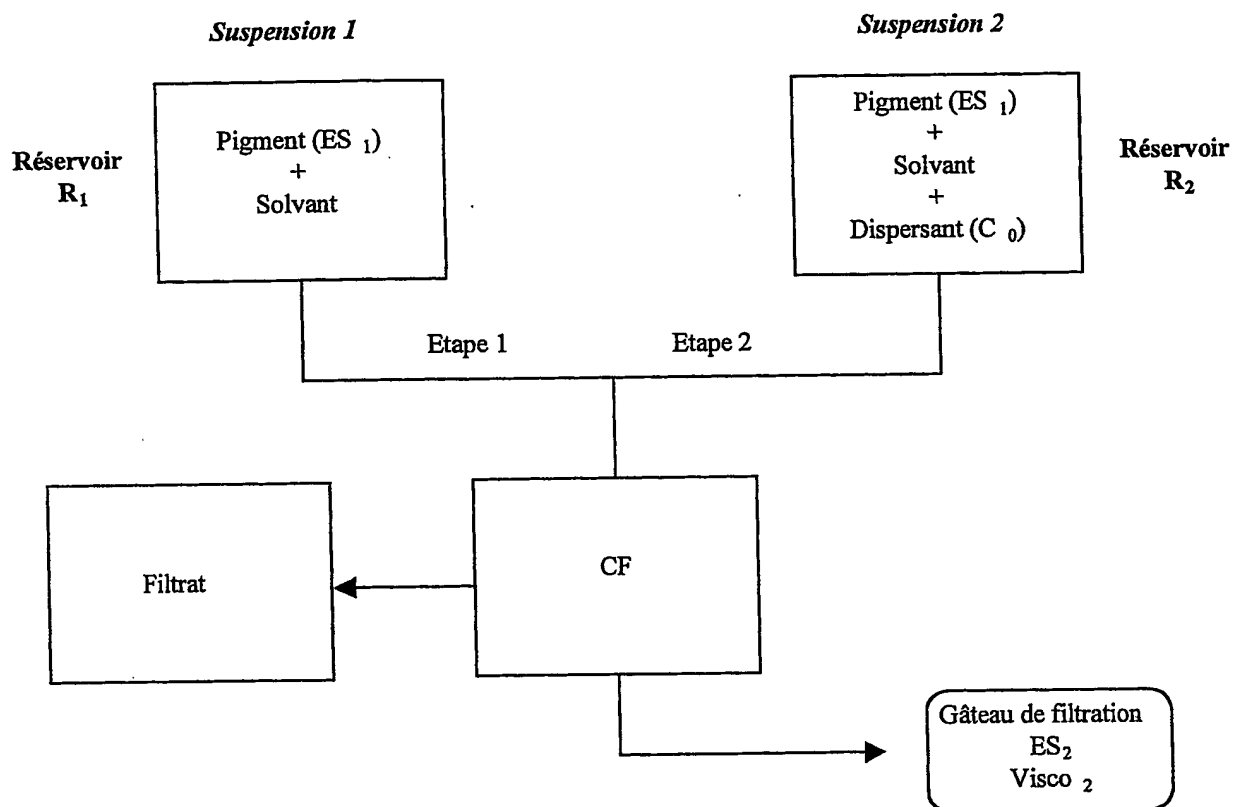 Suspension 1
Suspension 2
Réservoir
R1
Pigment (ES 1)
+
Solvant
Pigment (ES 1)
+
Solvant
+
Dispersant (C 0)
Réservoir
R2
Etape 1
Etape 2
Filtrat
CF
Gâteau de filtration
ES2
Visco 2